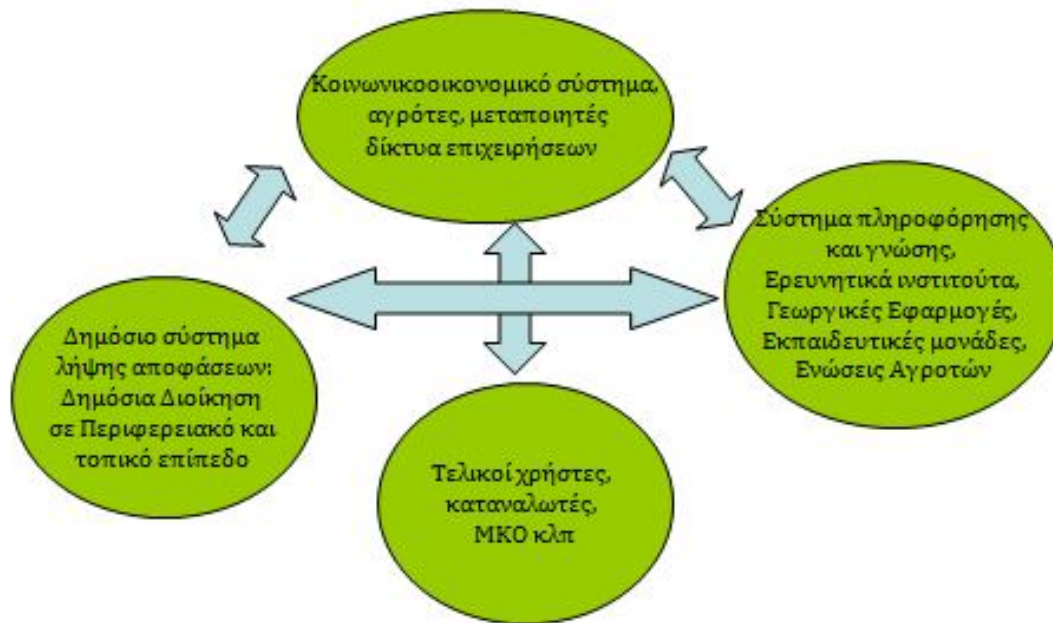 Κοινωνικοοικονομικό σύστημα,
αγρότες, μεταποιητές
δίκτυα επιχειρήσεων
Σύστημα πληροφόρησης
και γνώσης,
Ερευνητικά ινστιτούτα,
Γεωργικές Εφαρμογές,
Εκπαιδευτικές μονάδες,
Ενώσεις Αγροτών
Δημόσιο σύστημα
λήψης αποφάσεων:
Δημόσια Διοίκηση
σε Περιφερειακό και
τοπικό επίπεδο
Τελικοί χρήστες,
καταναλωτές,
ΜΚΟ κλπ